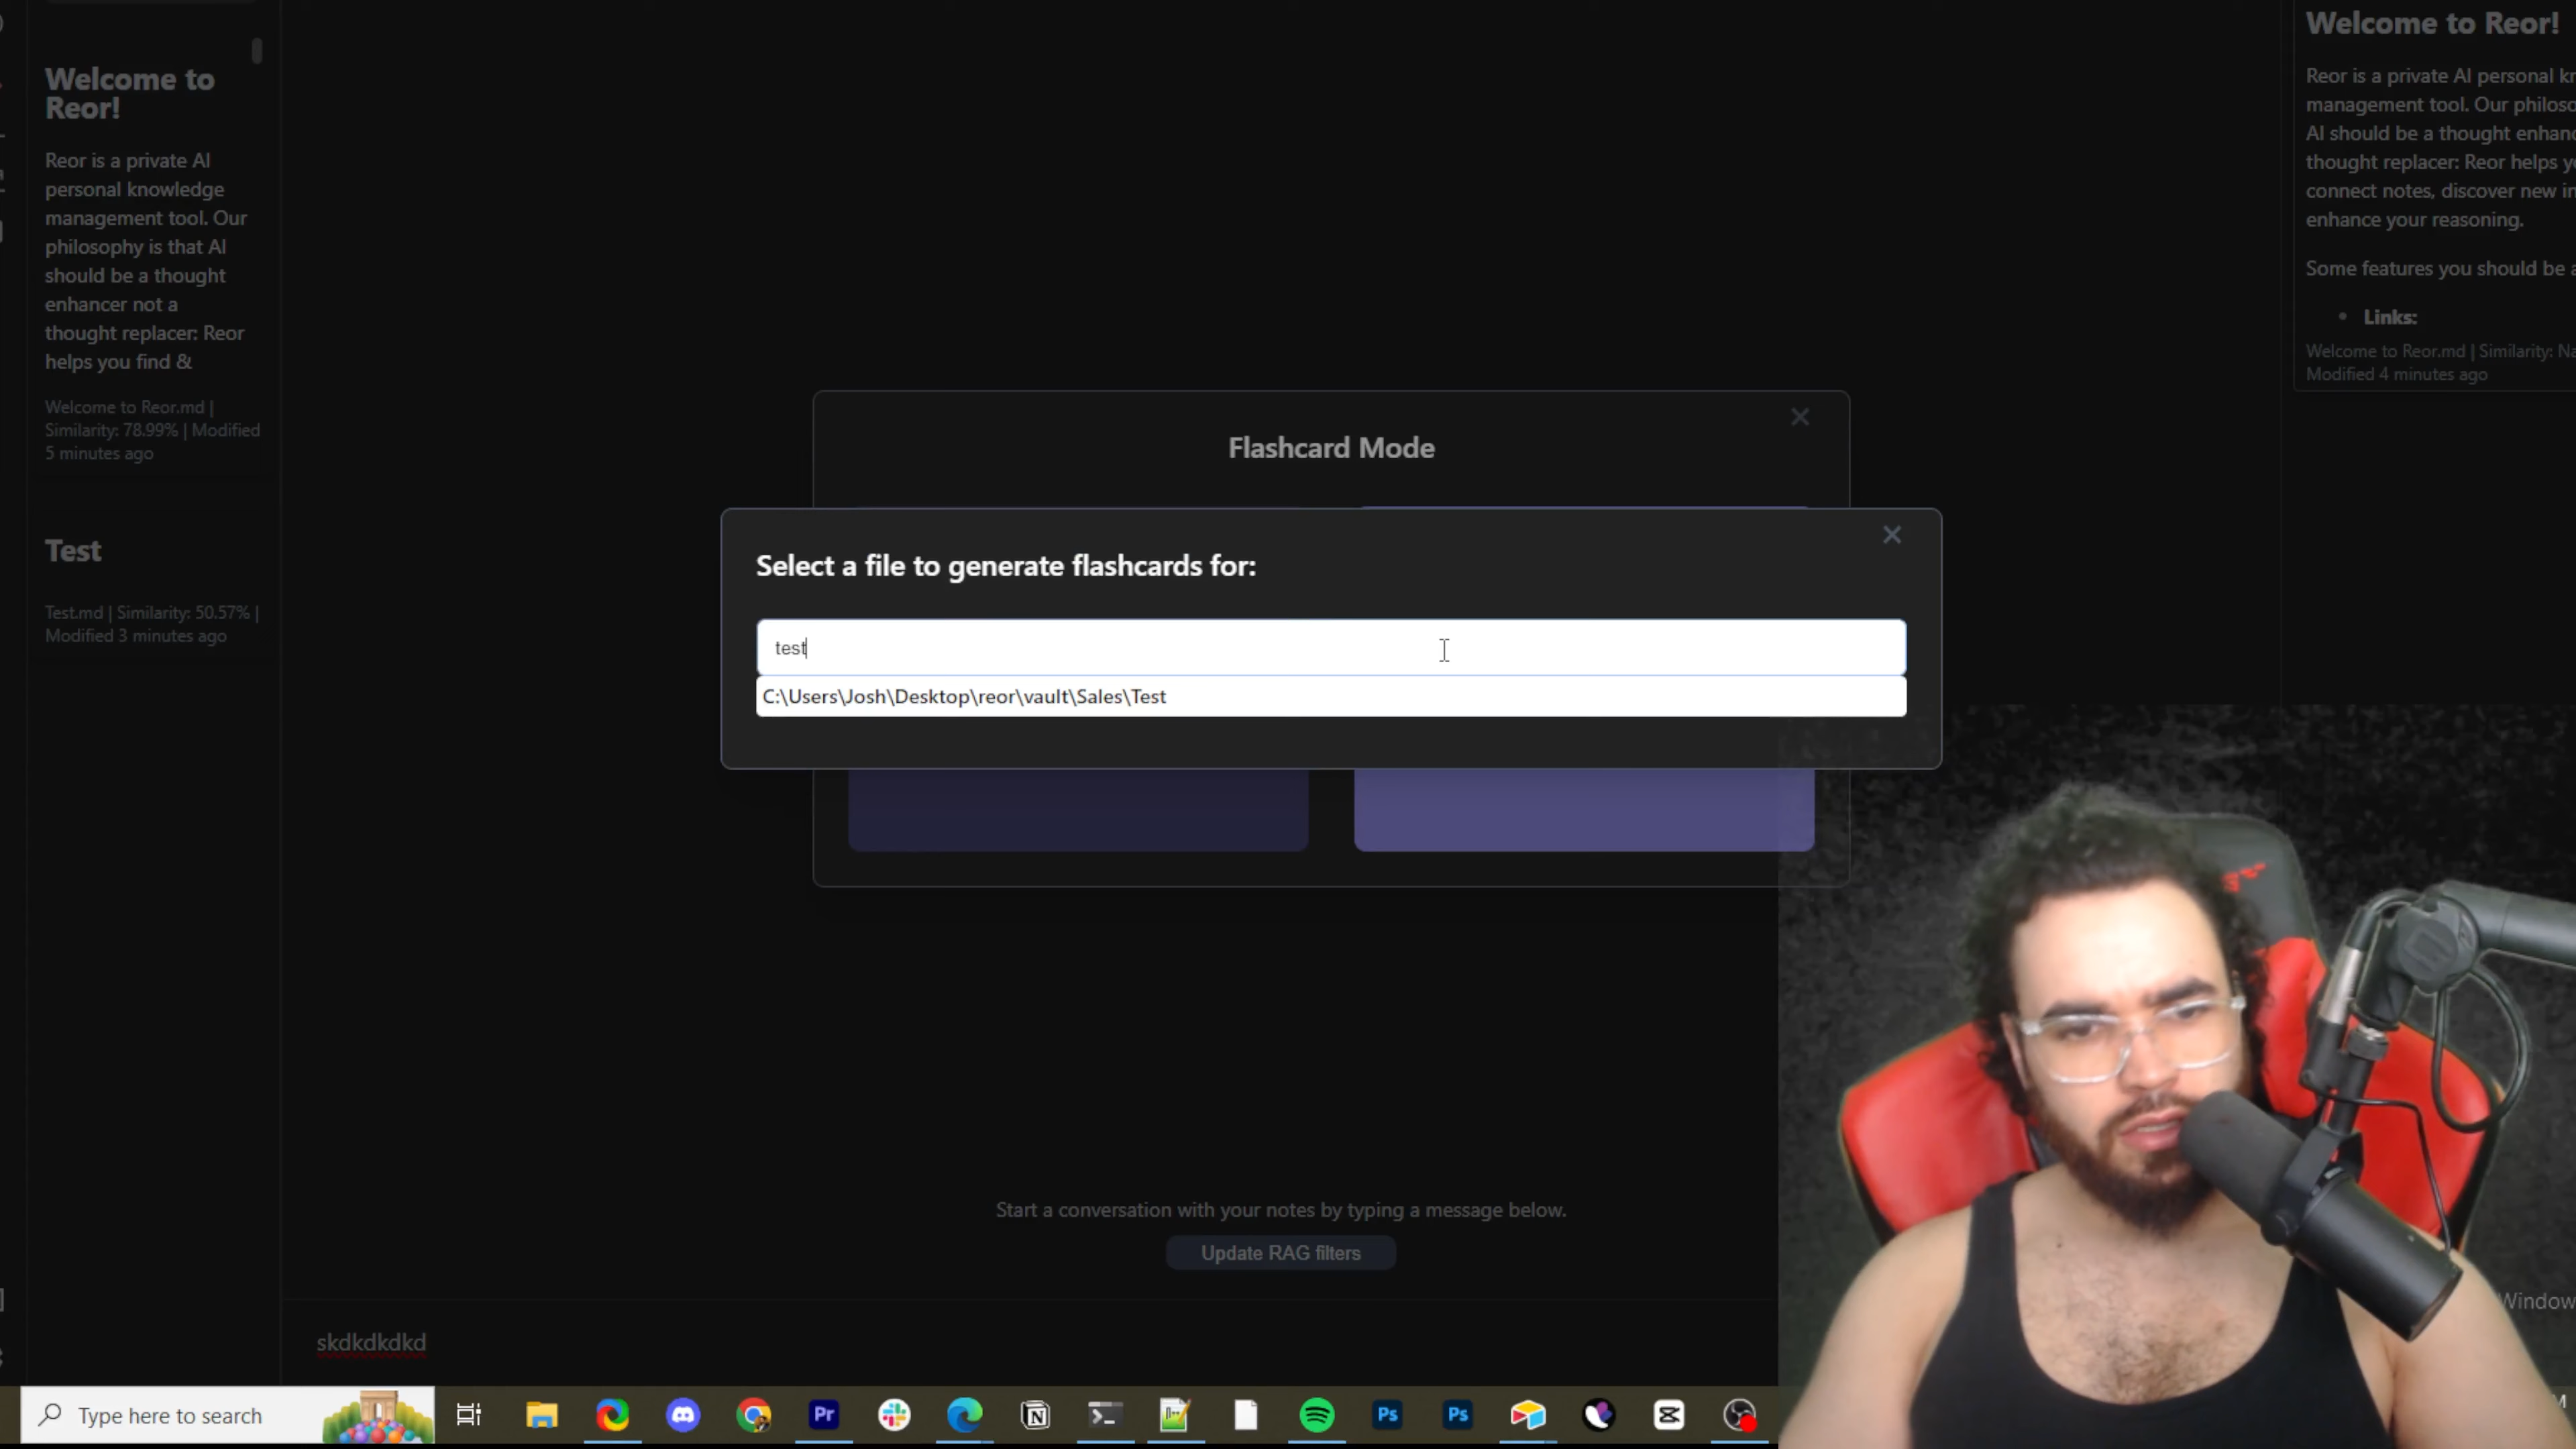 Welcome to
Reor!
Reor is a private AI
personal knowledge
management tool. Our
philosophy is that AI
should be a thought
enhancer not a
thought replacer: Reor
helps you find &
Welcome to Reor.md |
Similarity: 78.99% | Modified
5 minutes ago
Test
Test.md | Similarity: 50.57% |
Modified 3 minutes ago
Flashcard Mode
Select a file to generate flashcards for:
test
C:\Users\Josh\Desktop\reor\vault\Sales\Test
Start a conversation with your notes by typing a message below.
Update RAG filters
skdkdkdkd
Welcome to Reor!
Reor is a private AI personal
management tool. Our
AI should be a thought
thought replacer: Reor helps
connect notes, discover new
enhance your reasoning.
Some features you should be
Links:
Welcome to Reor.md | Similarity:
Modified 4 minutes ago
Window
Type here to search
Pr
N
Ps
Ps